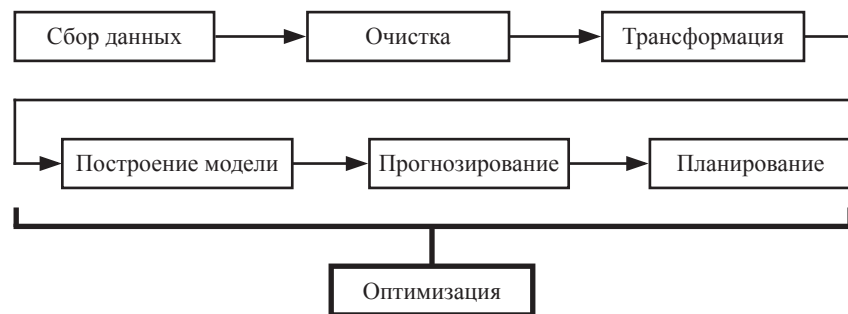 Сбор данных
Очистка
Трансформация
Построение модели
Прогнозирование
Планирование
Оптимизация